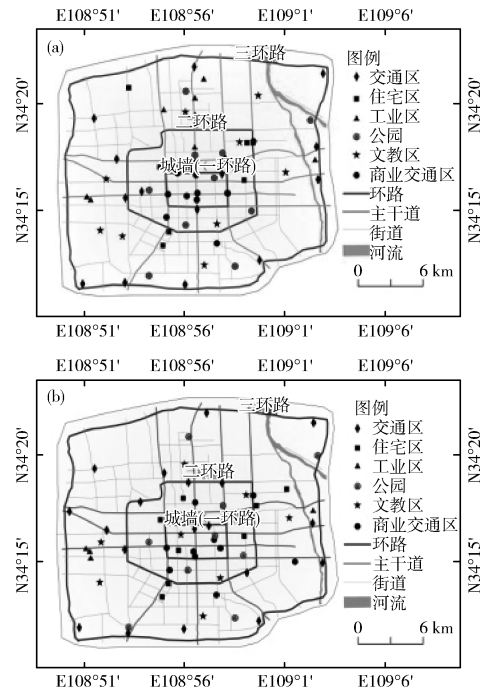 E108°51' E108°56' E109°1' E109°6'
(a)
三环路
图例
交通区
住宅区
工业区
公园
文教区
商业交通区
环路
主干道
街道
河流
0 6 km
二环路
城墙(一环路)
N34°20'
N34°15'
N34°20'
N34°15'
E108°51' E108°56' E109°1' E109°6'
E108°51' E108°56' E109°1' E109°6'
(b)
三环路
图例
交通区
住宅区
工业区
公园
文教区
商业交通区
环路
主干道
街道
河流
0 6 km
二环路
城墙(一环路)
N34°20'
N34°15'
N34°20'
N34°15'
E108°51' E108°56' E109°1' E109°6'